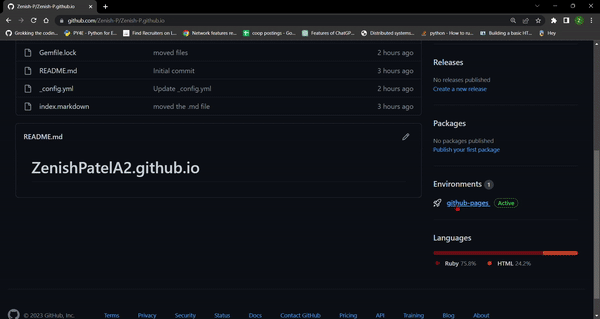 Zenish-P/Zenish-P.github.io
github.com/Zenish-P/Zenish-P.github.io
Grokking the codin... PY4E - Python for E... Find Recruiters on l... Network features re... coop postings - Go... Features of ChatGP... Distributed systems... python - How to ru... Building a basic HT... Hey
Gemfile.lock moved files 2 hours ago
README.md Initial commit 3 hours ago
_config.yml Update _config.yml 2 hours ago
index.markdown moved the .md file 3 hours ago
README.md
ZenishPatelA2.github.io
Releases
No releases published
Create a new release
Packages
No packages published
Publish your first package
Environments 1
github-pages Active
Languages
Ruby 75.8% HTML 24.2%
© 2023 GitHub, Inc. Terms Privacy Security Status Docs Contact GitHub Pricing API Training Blog About